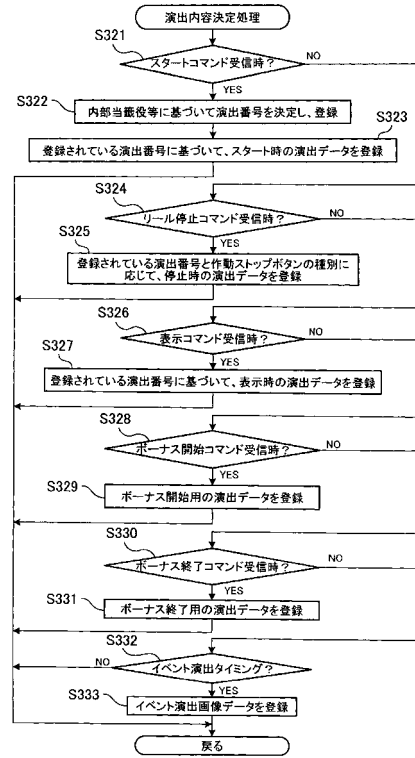 演出内容決定処理
S321
スタートコマンド受信時？
NO
YES
S322
内部当籤役等に基づいて演出番号を決定し、登録
S323
登録されている演出番号に基づいて、スタート時の演出データを登録
S324
リール停止コマンド受信時？
NO
YES
S325
登録されている演出番号と作動ストップボタンの種別に
応じて、停止時の演出データを登録
S326
表示コマンド受信時？
NO
YES
S327
登録されている演出番号に基づいて、表示時の演出データを登録
S328
ボーナス開始コマンド受信時？
NO
YES
S329
ボーナス開始用の演出データを登録
S330
ボーナス終了コマンド受信時？
NO
YES
S331
ボーナス終了用の演出データを登録
S332
NO
イベント演出タイミング？
YES
S333
イベント演出画像データを登録
戻る